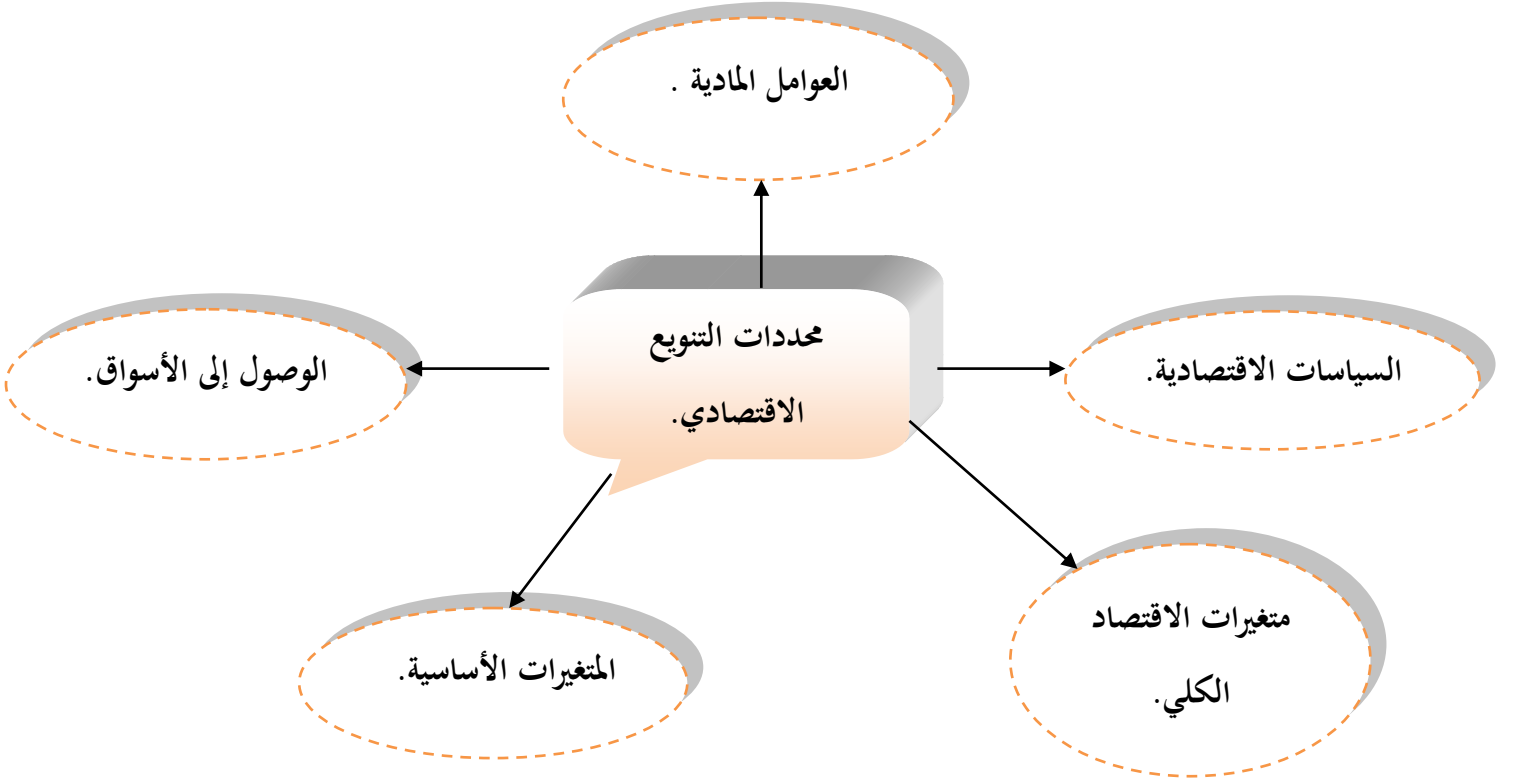 العوامل المادية .
محددات التنويع
الاقتصادي.
السياسات الاقتصادية.
الوصول إلى الأسواق.
متغيرات الاقتصاد
الكلي.
المتغيرات الأساسية.